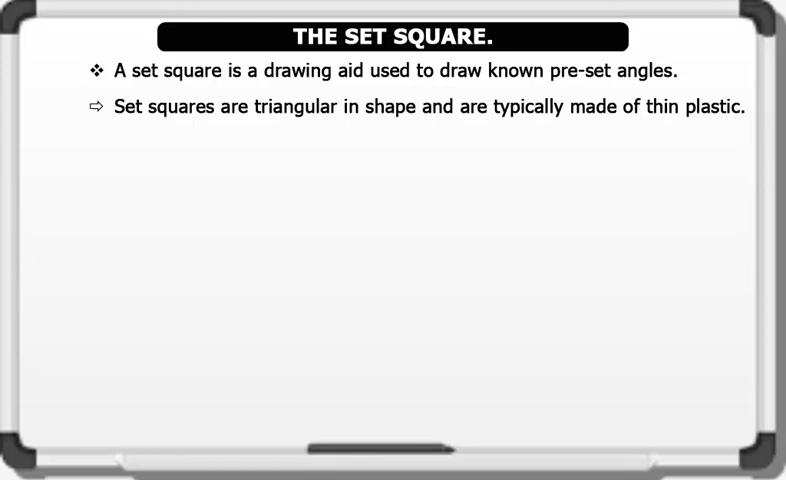 THE SET SQUARE.
❖ A set square is a drawing aid used to draw known pre-set angles.
⇨ Set squares are triangular in shape and are typically made of thin plastic.